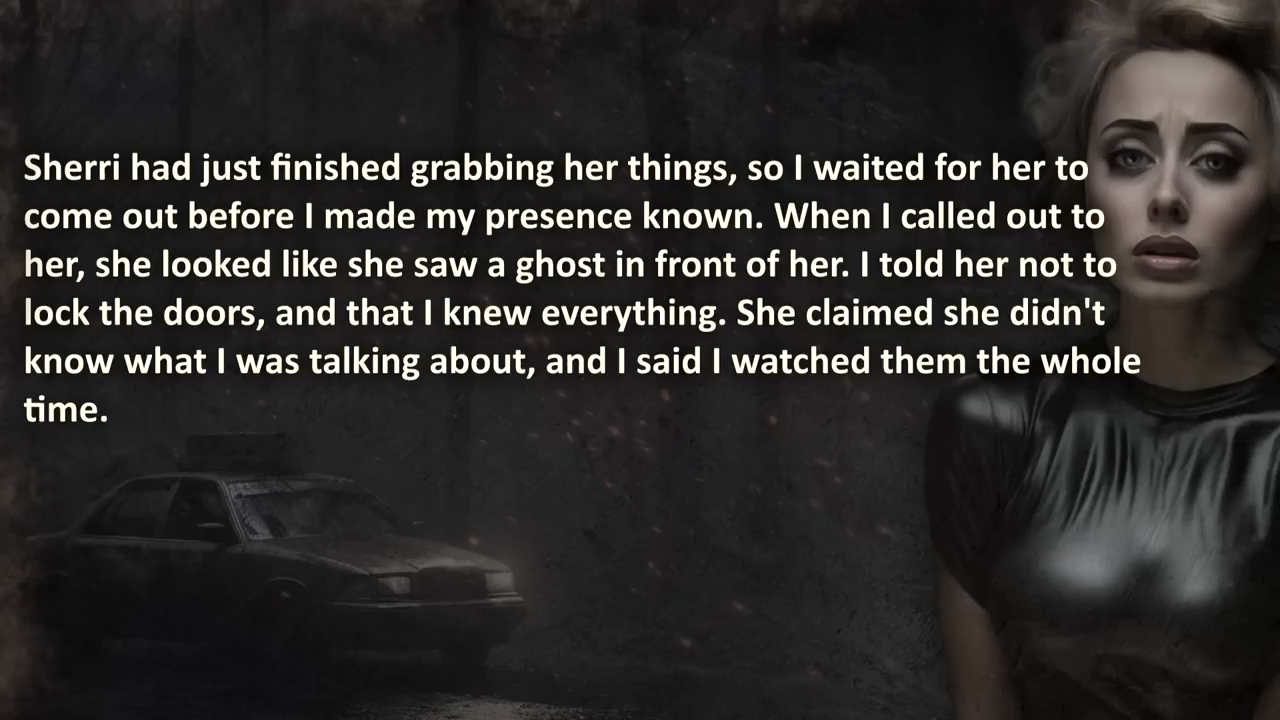 Sherri had just finished grabbing her things, so I waited for her to
come out before I made my presence known. When I called out to
her, she looked like she saw a ghost in front of her. I told her not to
lock the doors, and that I knew everything. She claimed she didn't
know what I was talking about, and I said I watched them the whole
time.